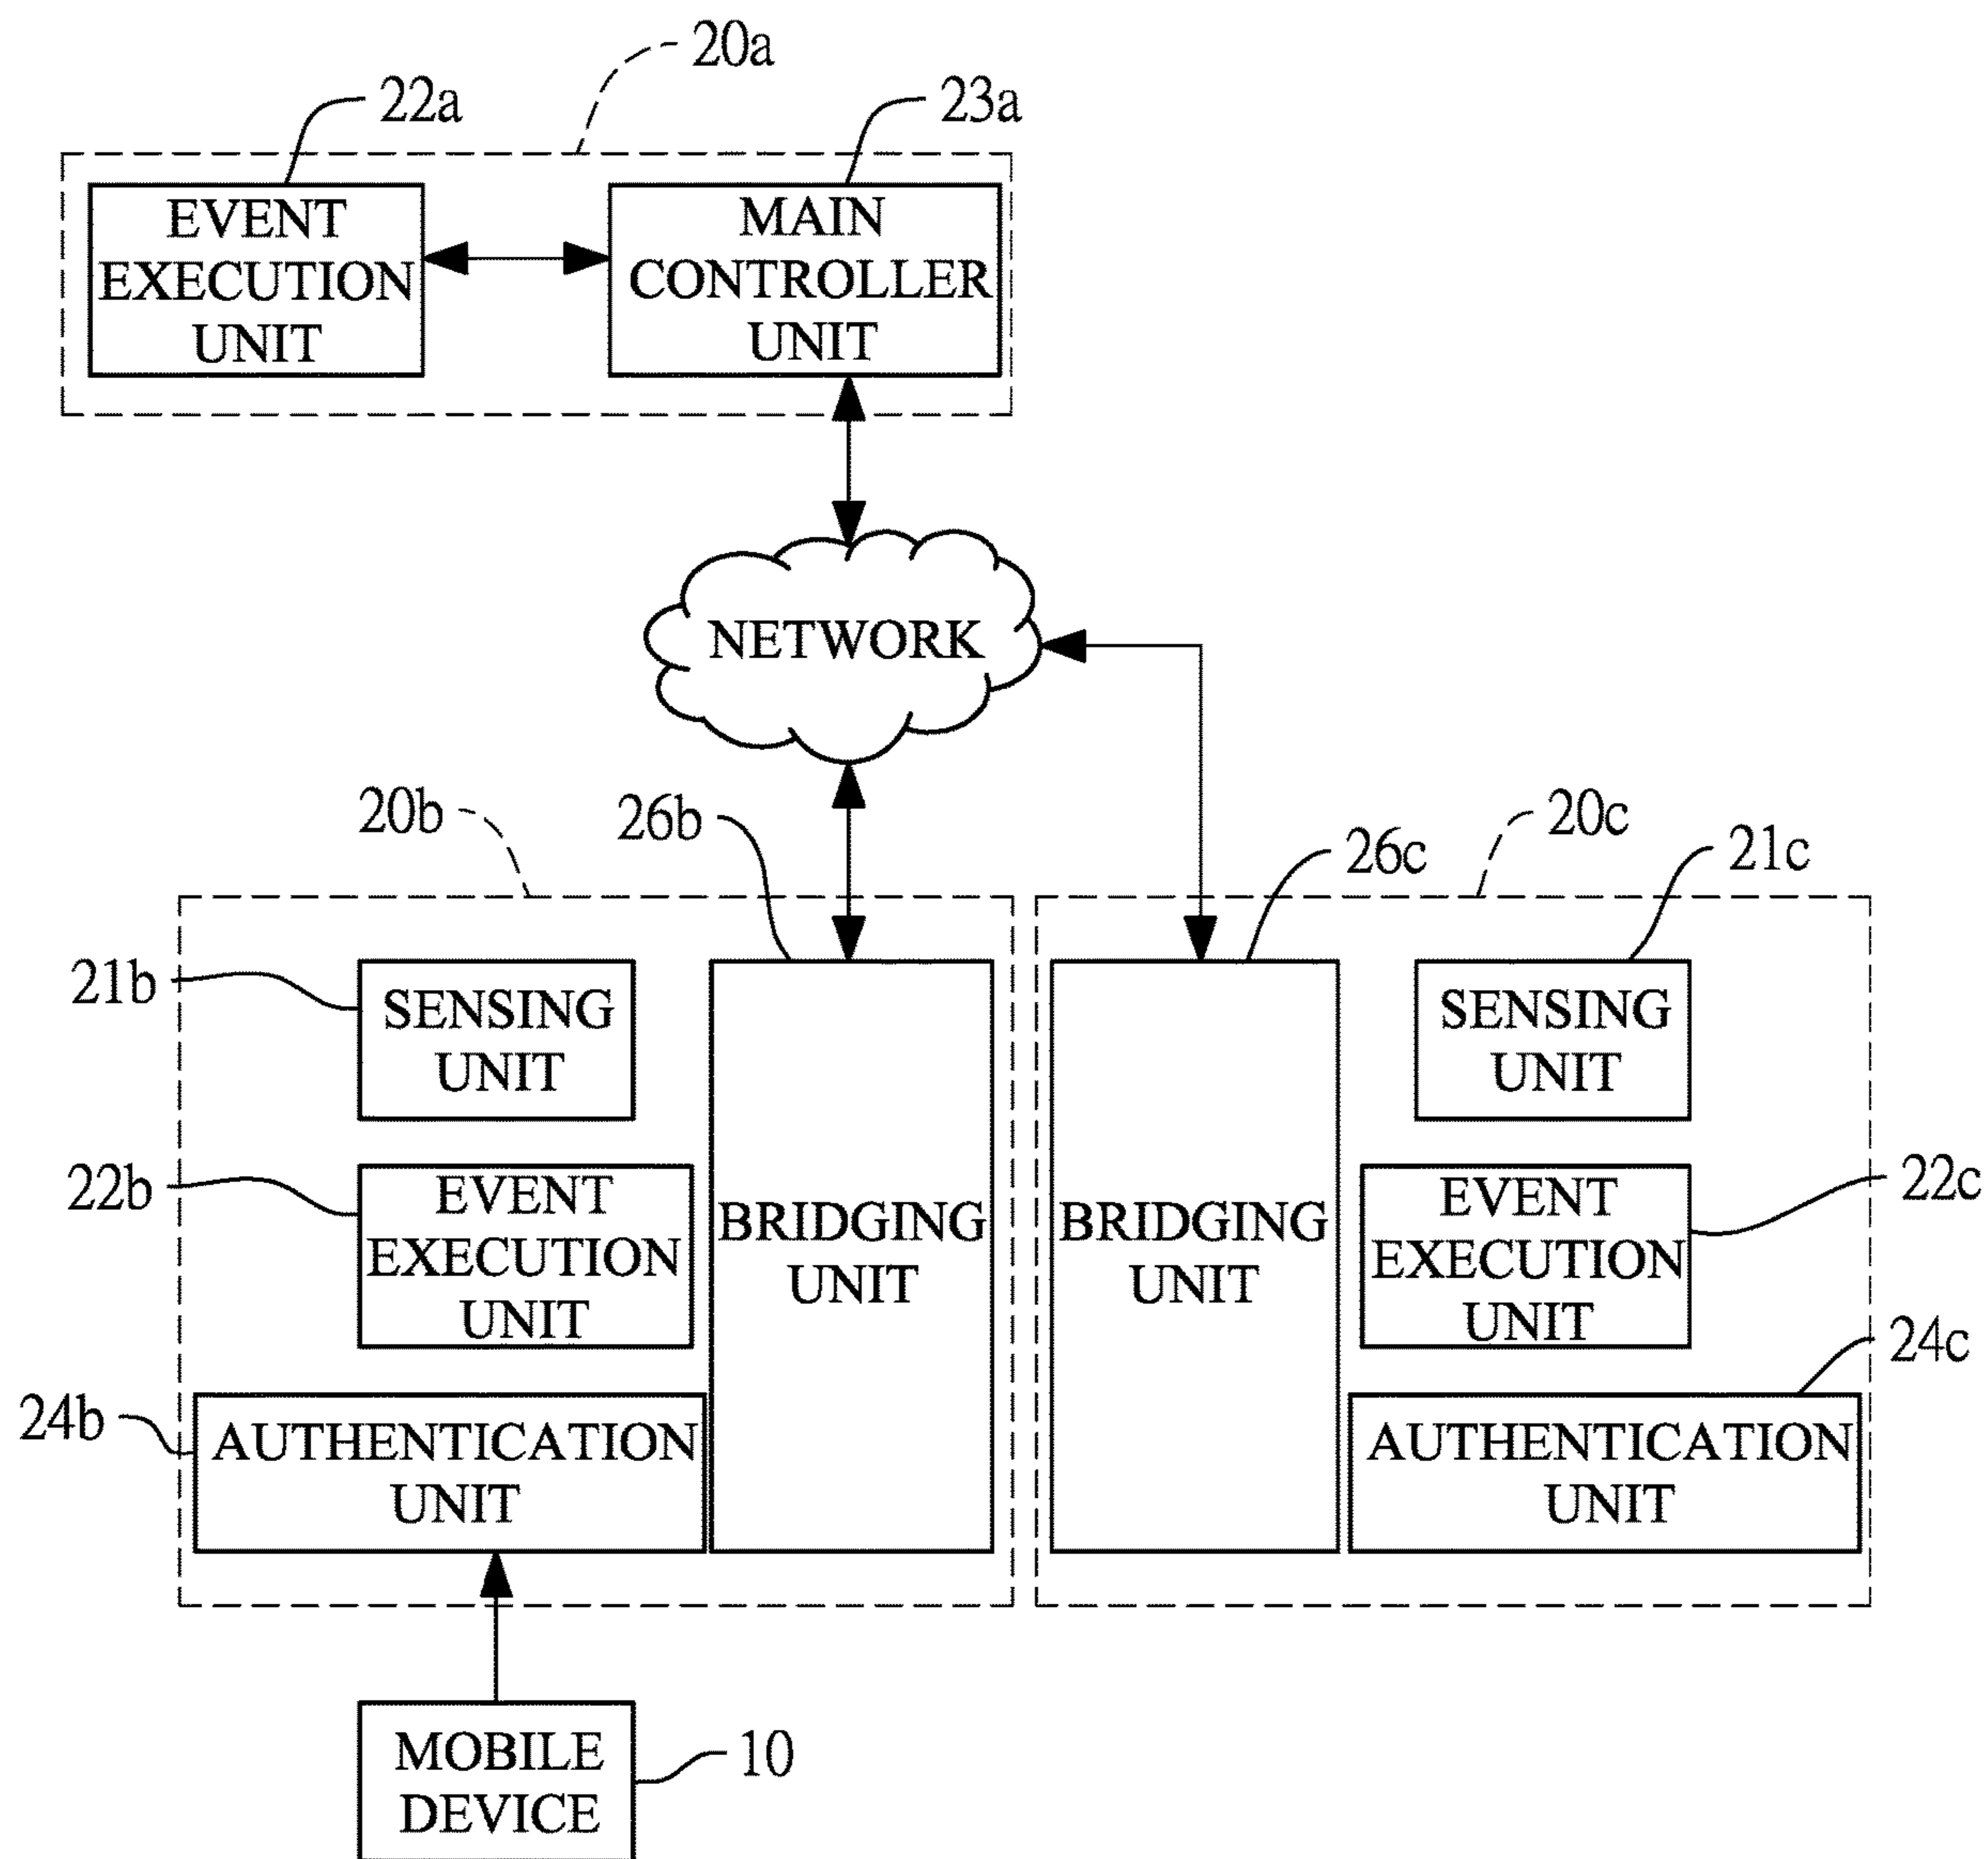 20a
22a
23a
EVENT
EXECUTION
UNIT
MAIN
CONTROLLER
UNIT
NETWORK
20b
26b
20c
26c
21c
21b
SENSING
UNIT
SENSING
UNIT
22b
EVENT
EXECUTION
UNIT
BRIDGING
UNIT
BRIDGING
UNIT
EVENT
EXECUTION
UNIT
22c
24c
24b
AUTHENTICATION
UNIT
AUTHENTICATION
UNIT
MOBILE
DEVICE
10